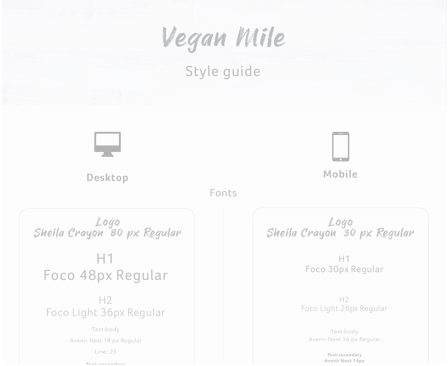 Vegan Mile
Style guide
Desktop
Mobile
Fonts
Logo
Sheila Crayon 80 px Regular
H1
Foco 48px Regular
H2
Foco Light 36px Regular
Text-body
Avenir Next 18 px Regular
Line: 25
Text-secondary
Logo
Sheila Crayon 30 px Regular
H1
Foco 30px Regular
H2
Foco Light 26px Regular
Text-body
Avenir Next 16 px Regular
Text-secondary
Avenir Next 14px